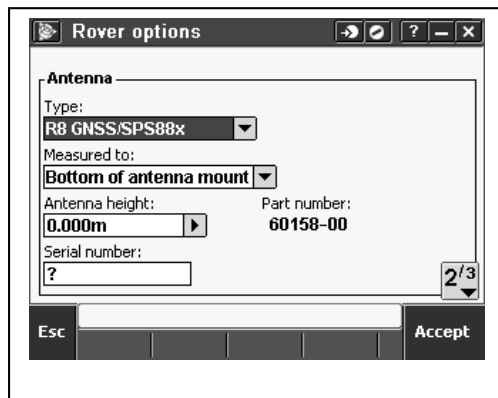 Rover options
?
Antenna
Type:
R8 GNSS/SPS88x
Measured to:
Bottom of antenna mount
Antenna height:
Part number:
0.000m
60158-00
Serial number:
?
2/3
Esc
Accept